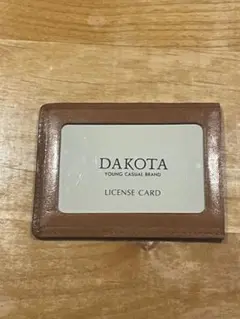 DAKOTA
YOUNG CASUAL BRAND
LICENSE CARD